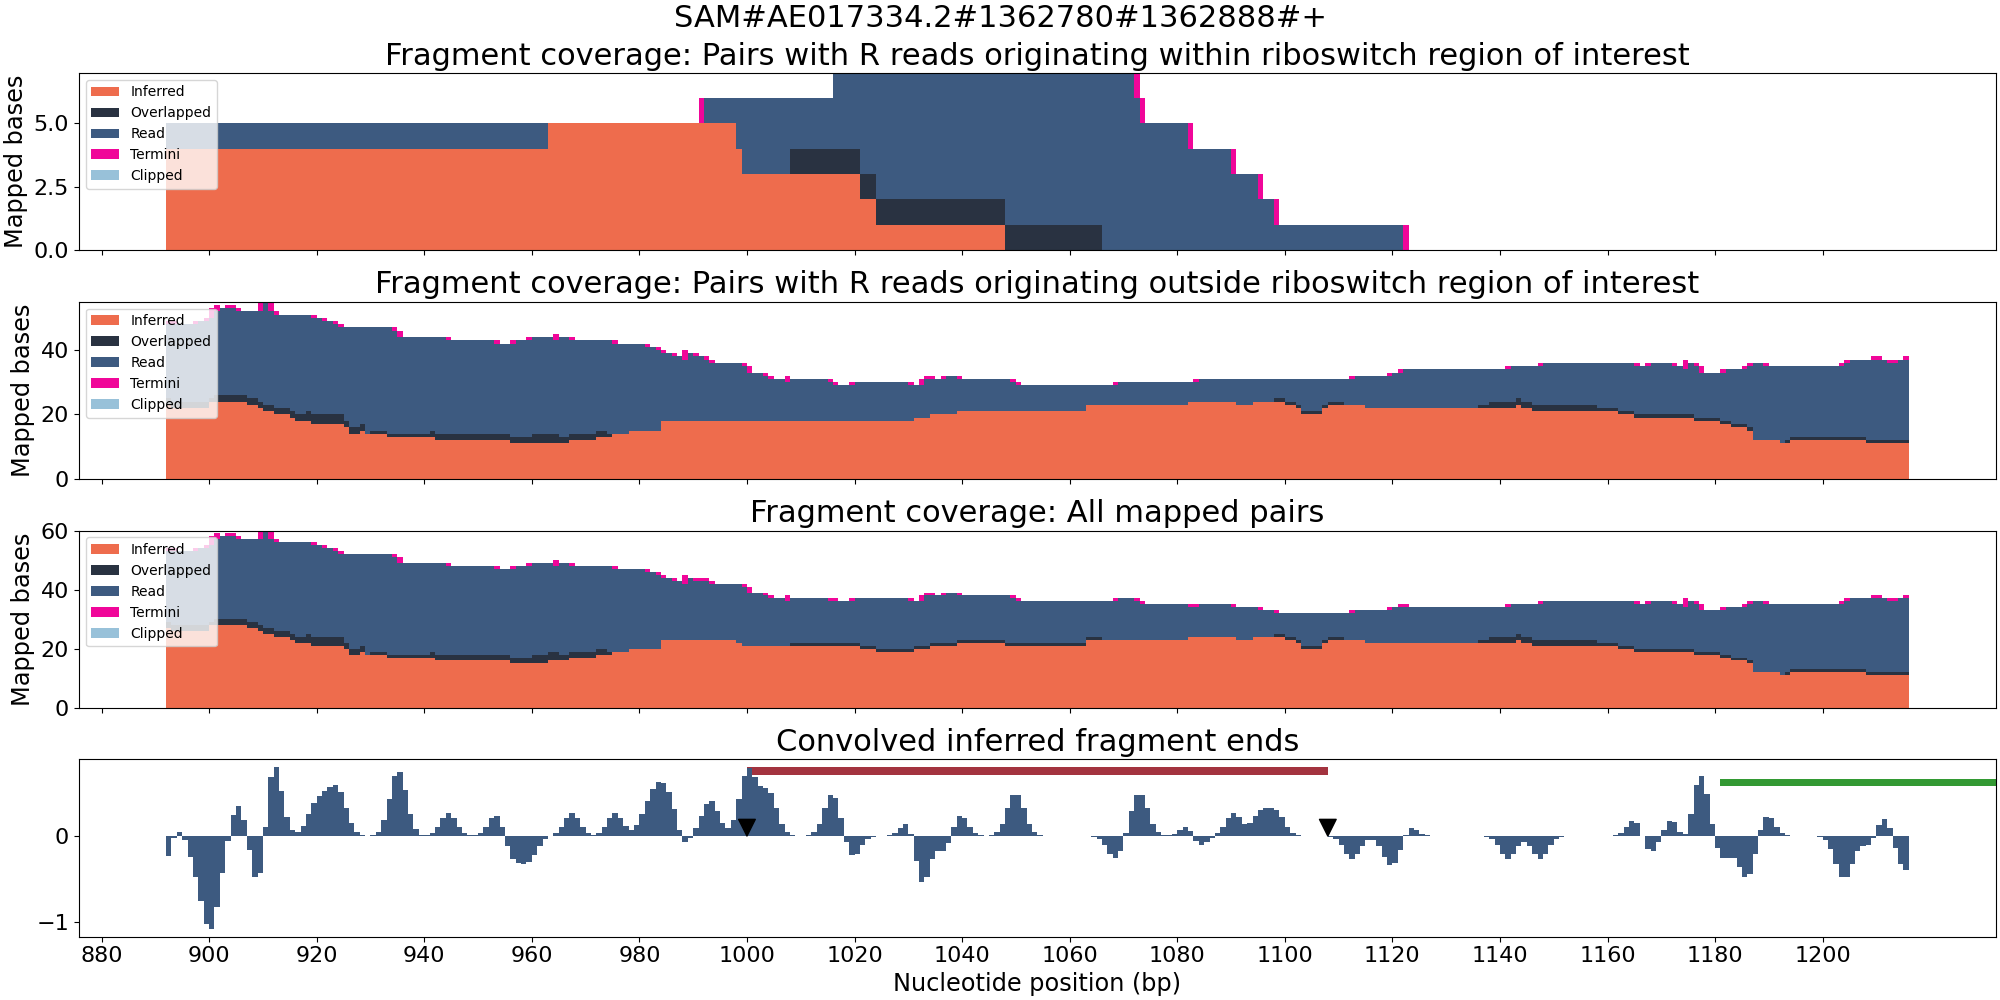 SAM#AE017334.2#1362780#1362888#+
Fragment coverage: Pairs with R reads originating within riboswitch region of interest
Mapped bases
5.0
2.5
0.0
Inferred
Overlapped
Read
Termini
Clipped
Fragment coverage: Pairs with R reads originating outside riboswitch region of interest
Mapped bases
40
20
0
Inferred
Overlapped
Read
Termini
Clipped
Fragment coverage: All mapped pairs
Mapped bases
60
40
20
0
Inferred
Overlapped
Read
Termini
Clipped
Convolved inferred fragment ends
0
−1
880 900 920 940 960 980 1000 1020 1040 1060 1080 1100 1120 1140 1160 1180 1200
Nucleotide position (bp)